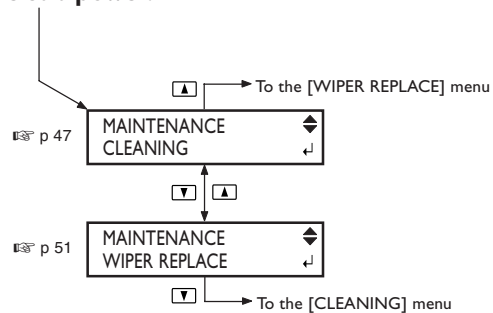 To the [WIPER REPLACE] menu
☞ p 47
MAINTENANCE
CLEANING
☞ p 51
MAINTENANCE
WIPER REPLACE
To the [CLEANING] menu